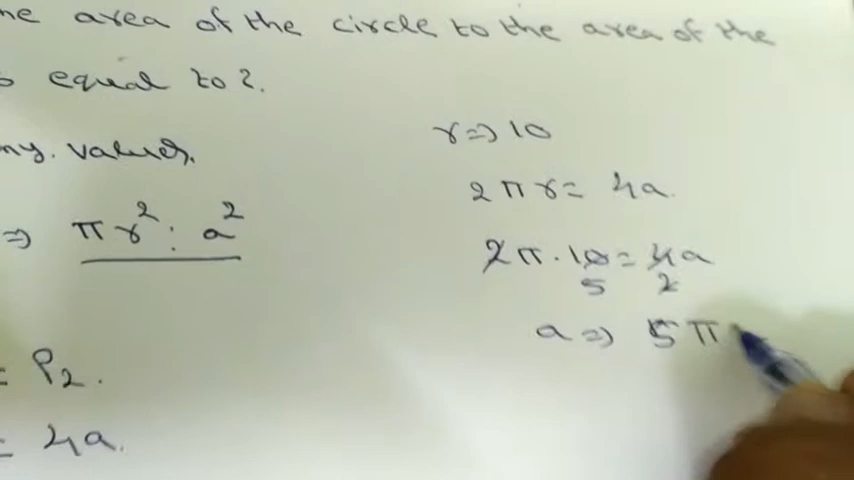 area of the circle to the area of the
equal to ?.
values.
r ⇒ 10
2πr = 4a.
⇒ πr² : a²
2π·10 = 4a
5 2
a ⇒ 5π
= P₂.
= 4a.